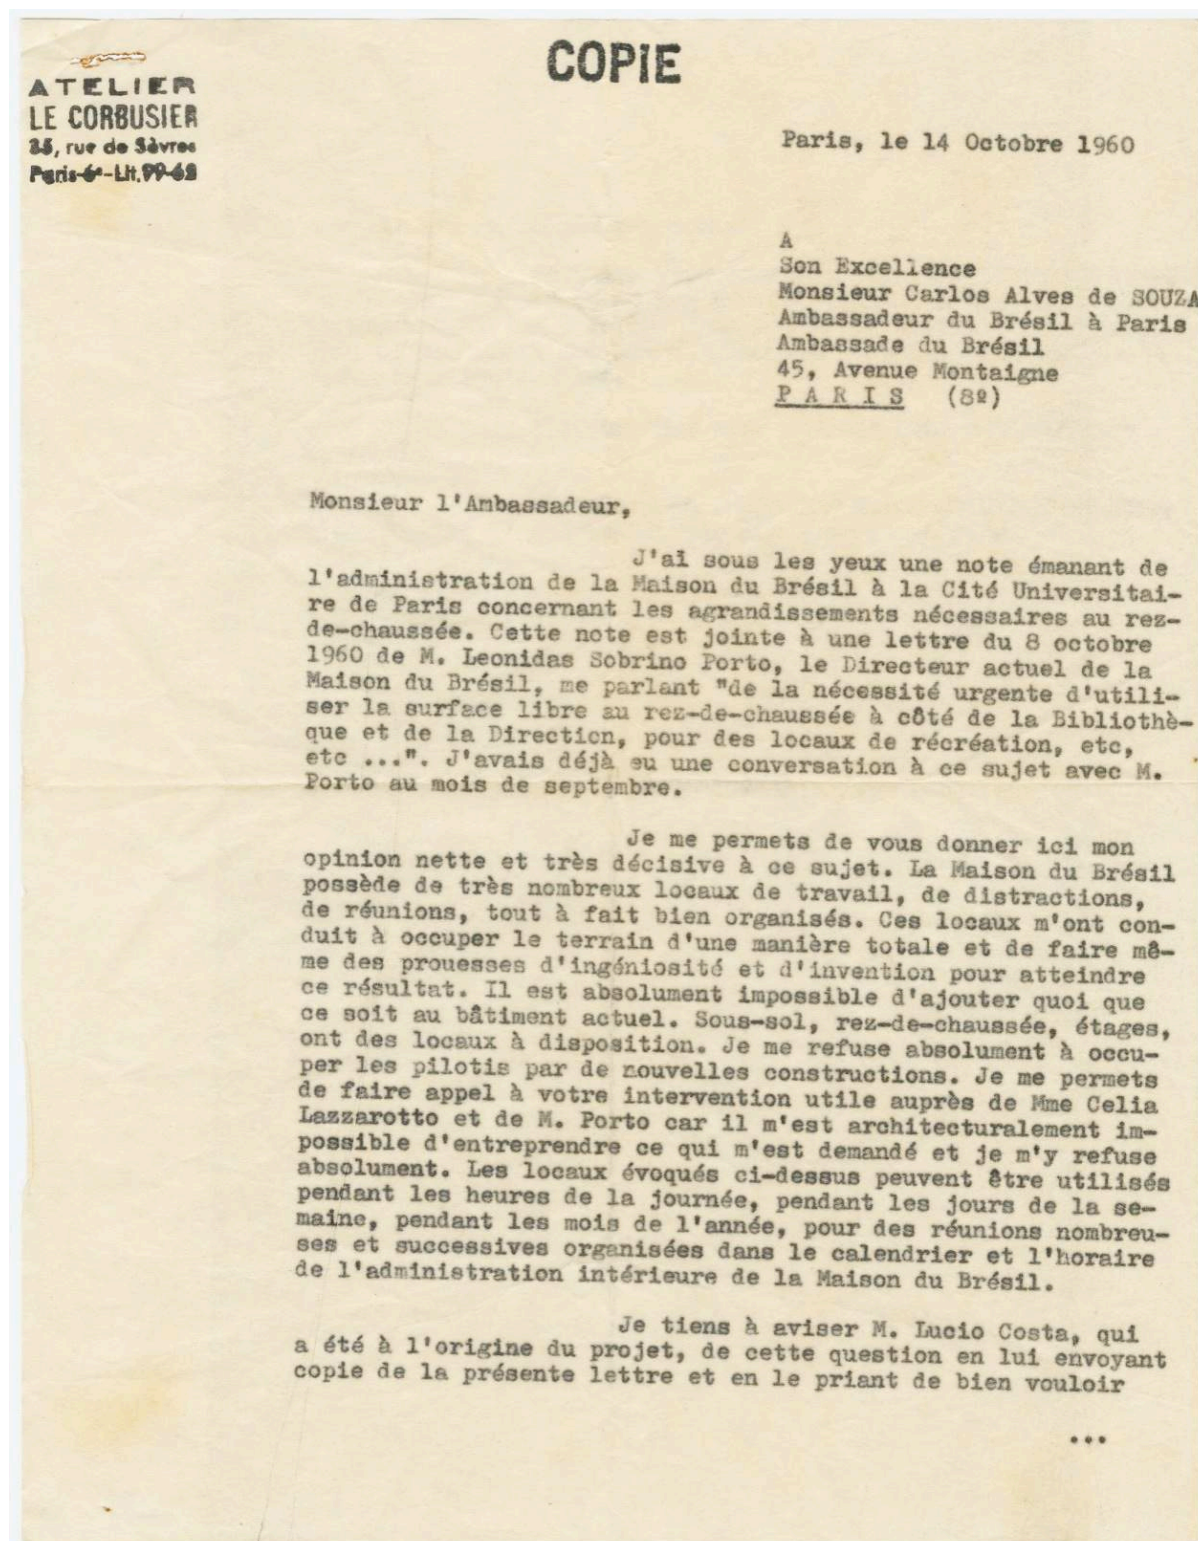 COPIE
ATELIER
LE CORBUSIER
35, rue de Sèvres
Paris-6e-Lit. 99-62
Paris, le 14 Octobre 1960
A
Son Excellence
Monsieur Carlos Alves de SOUZA
Ambassadeur du Brésil à Paris
Ambassade du Brésil
45, Avenue Montaigne
P A R I S (8º)
Monsieur l'Ambassadeur,
J'ai sous les yeux une note émanant de
l'administration de la Maison du Brésil à la Cité Universitai-
re de Paris concernant les agrandissements nécessaires au rez-
de-chaussée. Cette note est jointe à une lettre du 8 octobre
1960 de M. Leonidas Sobrino Porto, le Directeur actuel de la
Maison du Brésil, me parlant "de la nécessité urgente d'utili-
ser la surface libre au rez-de-chaussée à côté de la Bibliothè-
que et de la Direction, pour des locaux de récréation, etc,
etc ...". J'avais déjà eu une conversation à ce sujet avec M.
Porto au mois de septembre.
Je me permets de vous donner ici mon
opinion nette et très décisive à ce sujet. La Maison du Brésil
possède de très nombreux locaux de travail, de distractions,
de réunions, tout à fait bien organisés. Ces locaux m'ont con-
duit à occuper le terrain d'une manière totale et de faire mê-
me des prouesses d'ingéniosité et d'invention pour atteindre
ce résultat. Il est absolument impossible d'ajouter quoi que
ce soit au bâtiment actuel. Sous-sol, rez-de-chaussée, étages,
ont des locaux à disposition. Je me refuse absolument à occu-
per les pilotis par de nouvelles constructions. Je me permets
de faire appel à votre intervention utile auprès de Mme Celia
Lazzarotto et de M. Porto car il m'est architecturalement im-
possible d'entreprendre ce qui m'est demandé et je m'y refuse
absolument. Les locaux évoqués ci-dessus peuvent être utilisés
pendant les heures de la journée, pendant les jours de la se-
maine, pendant les mois de l'année, pour des réunions nombreu-
ses et successives organisées dans le calendrier et l'horaire
de l'administration intérieure de la Maison du Brésil.
Je tiens à aviser M. Lucio Costa, qui
a été à l'origine du projet, de cette question en lui envoyant
copie de la présente lettre et en le priant de bien vouloir
...